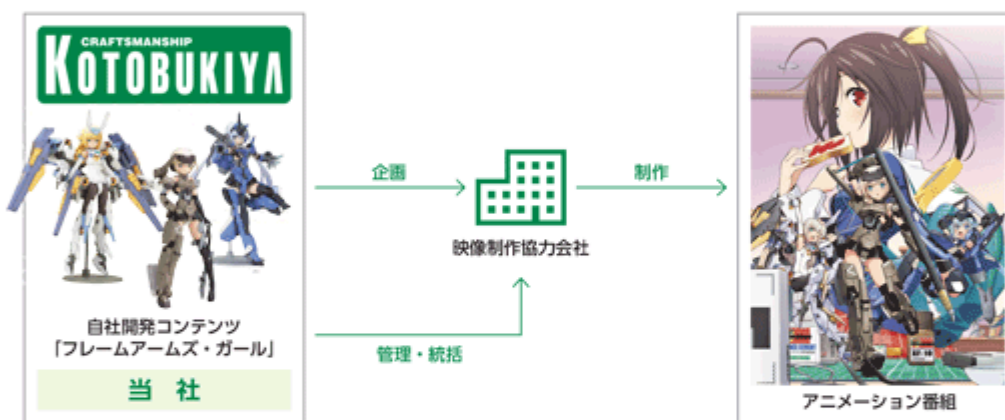 CRAFTSMANSHIP
KOTOBUKIYA
自社開発コンテンツ
「フレームアームズ・ガール」
当 社
企画
管理・統括
映像制作協力会社
制作
アニメーション番組